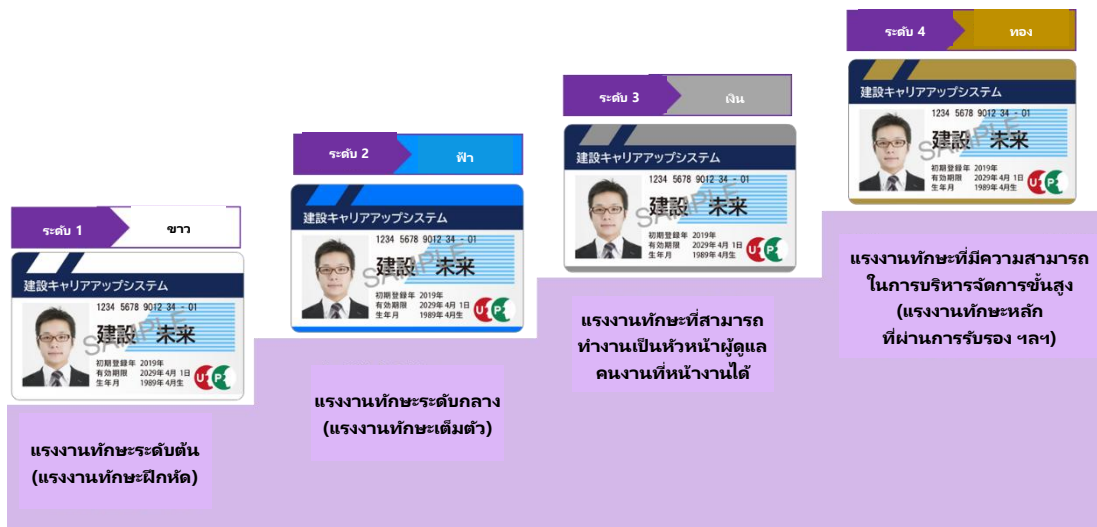 ระดับ 1
ขาว
建設キャリアアップシステム
1234 5678 9012 34 - 01
建設 未来
SAMPLE
初期登録年 2019年
有効期限 2029年 4月 1日
生年月 1989年 4月生
UP
แรงงานทักษะระดับต้น
(แรงงานทักษะฝึกหัด)
ระดับ 2
ฟ้า
建設キャリアアップシステム
1234 5678 9012 34 - 01
建設 未来
SAMPLE
初期登録年 2019年
有効期限 2029年 4月 1日
生年月 1989年 4月生
UP
แรงงานทักษะระดับกลาง
(แรงงานทักษะเต็มตัว)
ระดับ 3
เงิน
建設キャリアアップシステム
1234 5678 9012 34 - 01
建設 未来
SAMPLE
初期登録年 2019年
有効期限 2029年 4月 1日
生年月 1989年 4月生
UP
แรงงานทักษะที่สามารถ
ทำงานเป็นหัวหน้าผู้ดูแล
คนงานที่หน้างานได้
ระดับ 4
ทอง
建設キャリアアップシステム
1234 5678 9012 34 - 01
建設 未来
SAMPLE
初期登録年 2019年
有効期限 2029年 4月 1日
生年月 1989年 4月生
UP
แรงงานทักษะที่มีความสามารถ
ในการบริหารจัดการขั้นสูง
(แรงงานทักษะหลัก
ที่ผ่านการรับรอง ฯลฯ)